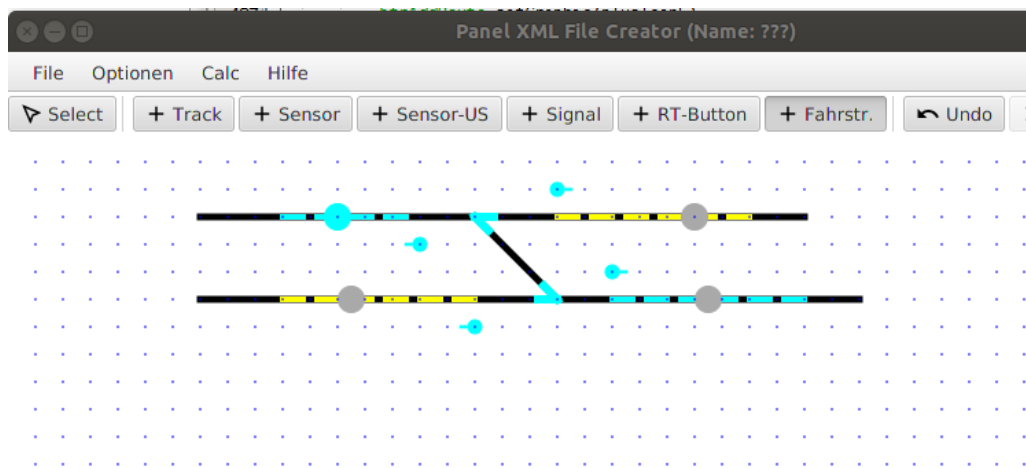 Panel XML File Creator (Name: ???)
File Optionen Calc Hilfe
Select + Track + Sensor + Sensor-US + Signal + RT-Button + Fahrstr. Undo